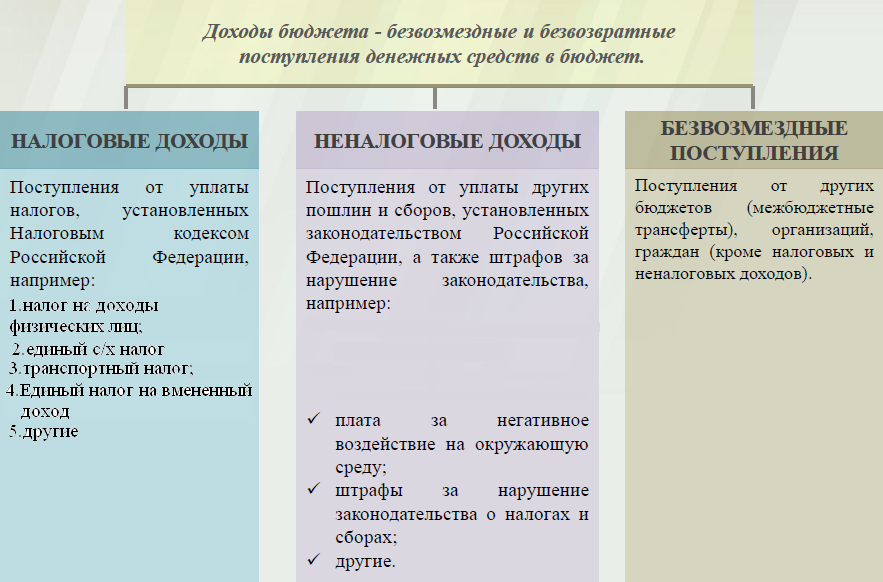 Доходы бюджета - безвозмездные и безвозвратные
поступления денежных средств в бюджет.
НАЛОГОВЫЕ ДОХОДЫ
Поступления от уплаты
налогов, установленных
Налоговым кодексом
Российской Федерации,
например:
1.налог на доходы
физических лиц;
2.единый с/х налог
3.транспортный налог;
4.Единый налог на вмененный
доход
5.другие
НЕНАЛОГОВЫЕ ДОХОДЫ
Поступления от уплаты других
пошлин и сборов, установленных
законодательством Российской
Федерации, а также штрафов за
нарушение законодательства,
например:
✓ плата за негативное
воздействие на окружающую
среду;
✓ штрафы за нарушение
законодательства о налогах и
сборах;
✓ другие.
БЕЗВОЗМЕЗДНЫЕ
ПОСТУПЛЕНИЯ
Поступления от других
бюджетов (межбюджетные
трансферты), организаций,
граждан (кроме налоговых и
неналоговых доходов).